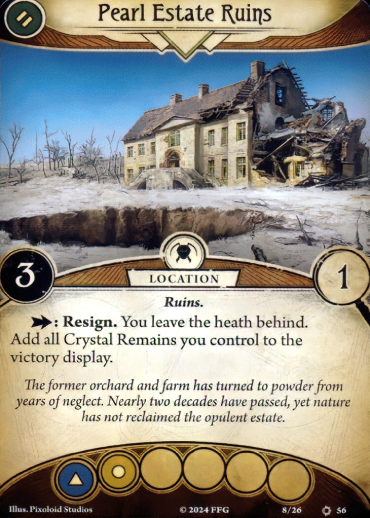 Pearl Estate Ruins
3
LOCATION
1
Ruins.
: Resign. You leave the heath behind.
Add all Crystal Remains you control to the
victory display.
The former orchard and farm has turned to powder from
years of neglect. Nearly two decades have passed, yet nature
has not reclaimed the opulent estate.
Illus. Pixoloid Studios © 2024 FFG 8/26 56